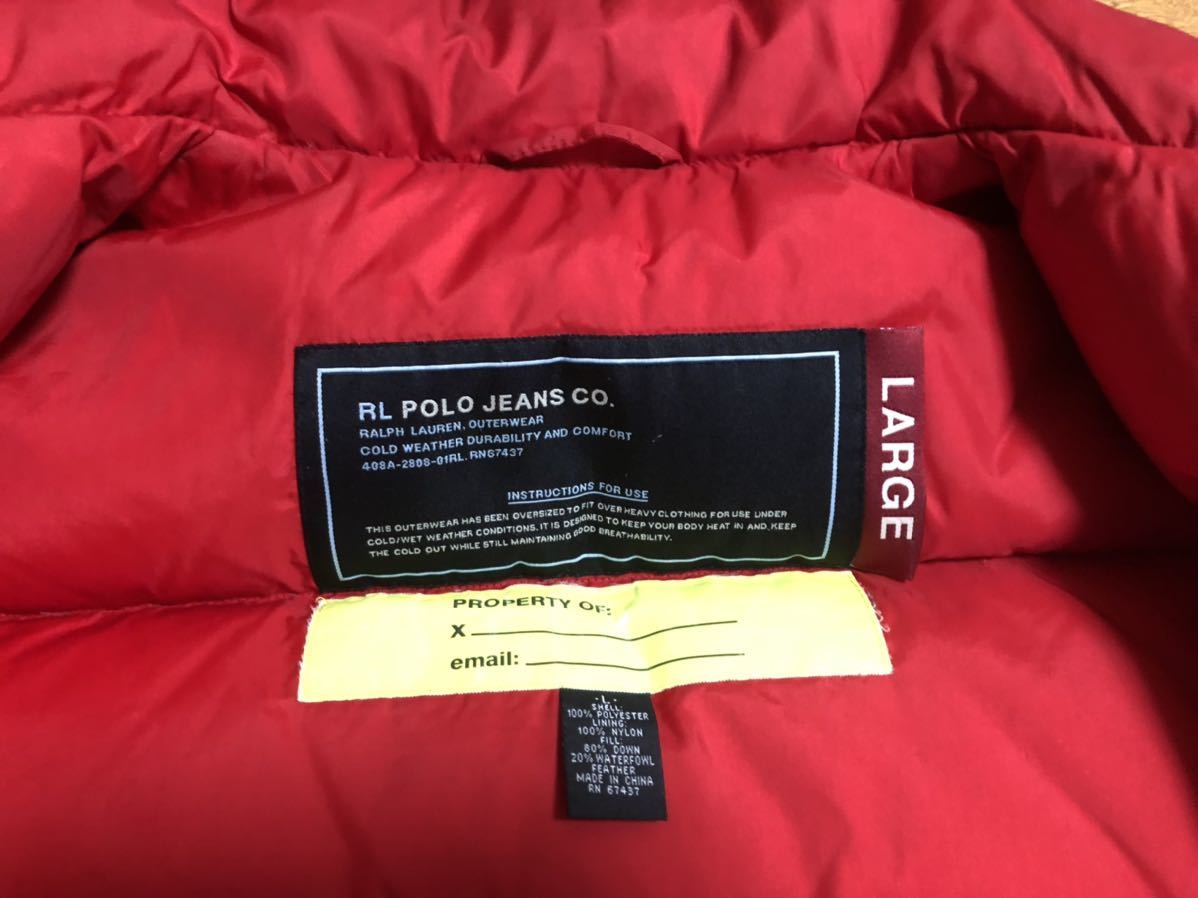 RL POLO JEANS CO.
RALPH LAUREN, OUTERWEAR
COLD WEATHER DURABILITY AND COMFORT
408A-2808-01RL. RN67437
INSTRUCTIONS FOR USE
THIS OUTERWEAR HAS BEEN OVERSIZED TO FIT OVER HEAVY CLOTHING FOR USE UNDER
COLD/WET WEATHER CONDITIONS. IT IS DESIGNED TO KEEP YOUR BODY HEAT IN AND, KEEP
THE COLD OUT WHILE STILL MAINTAINING GOOD BREATHABILITY.
LARGE
PROPERTY OF:
X
email:
-L-
SHELL:
100% POLYESTER
LINING:
100% NYLON
FILL:
80% DOWN
20% WATERFOWL
FEATHER
MADE IN CHINA
RN 67437